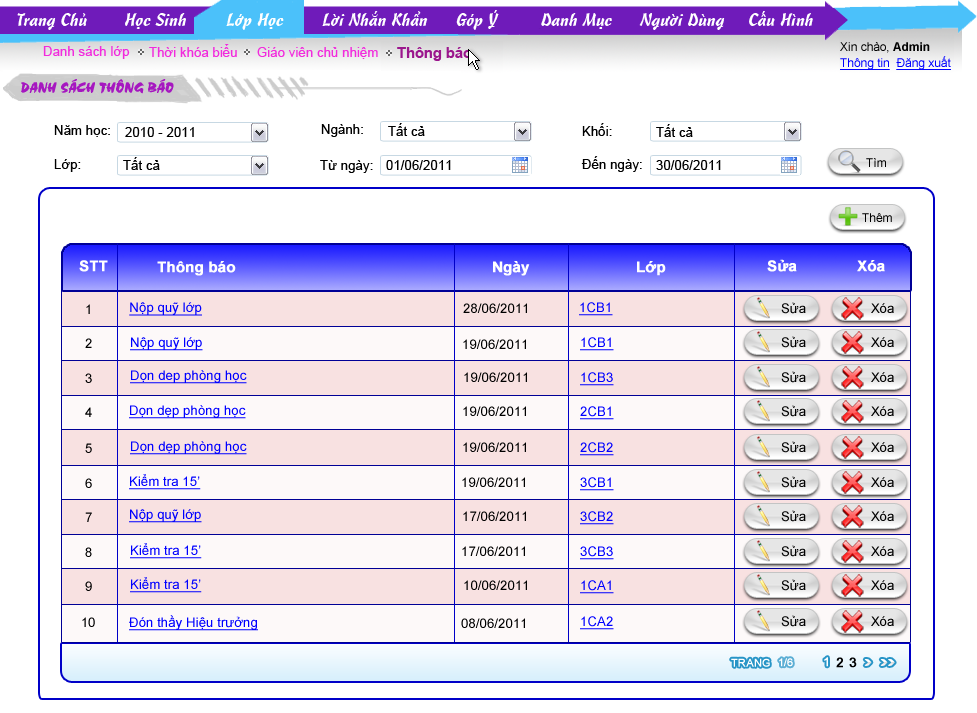 Trang Chủ Học Sinh Lớp Học Lời Nhắn Khẩn Góp Ý Danh Mục Người Dùng Cấu Hình
Xin chào, Admin
Danh sách lớp Thời khóa biểu Giáo viên chủ nhiệm Thông báo
Thông tin Đăng xuất
DANH SÁCH THÔNG BÁO
Năm học: 2010 - 2011 Ngành: Tất cả Khối: Tất cả
Lớp: Tất cả Từ ngày: 01/06/2011 Đến ngày: 30/06/2011 Tìm
Thêm
STT Thông báo Ngày Lớp Sửa Xóa
1 Nộp quỹ lớp 28/06/2011 1CB1 Sửa Xóa
2 Nộp quỹ lớp 19/06/2011 1CB1 Sửa Xóa
3 Dọn dep phòng học 19/06/2011 1CB3 Sửa Xóa
4 Dọn dẹp phòng học 19/06/2011 2CB1 Sửa Xóa
5 Dọn dep phòng học 19/06/2011 2CB2 Sửa Xóa
6 Kiểm tra 15' 19/06/2011 3CB1 Sửa Xóa
7 Nộp quỹ lớp 17/06/2011 3CB2 Sửa Xóa
8 Kiểm tra 15' 17/06/2011 3CB3 Sửa Xóa
9 Kiểm tra 15' 10/06/2011 1CA1 Sửa Xóa
10 Đón thầy Hiệu trưởng 08/06/2011 1CA2 Sửa Xóa
TRANG 1/6 1 2 3 > >>